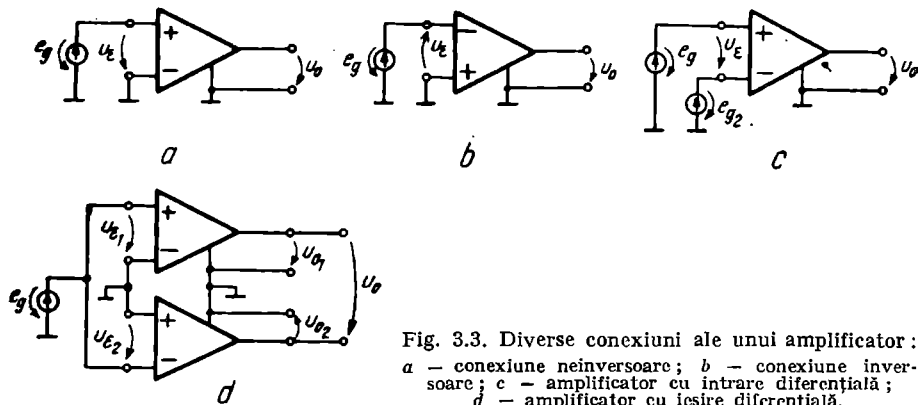 + − e_g u_ε u_o
a
− + e_g u_ε u_o
b
+ − e_g u_ε e_g2 u_o
c
+ − u_ε1 u_o1 u_o
e_g + − u_ε2 u_o2
d
Fig. 3.3. Diverse conexiuni ale unui amplificator:
a — conexiune neinversoare; b — conexiune inver-
soare; c — amplificator cu intrare diferențială;
d — amplificator cu ieșire diferențială.